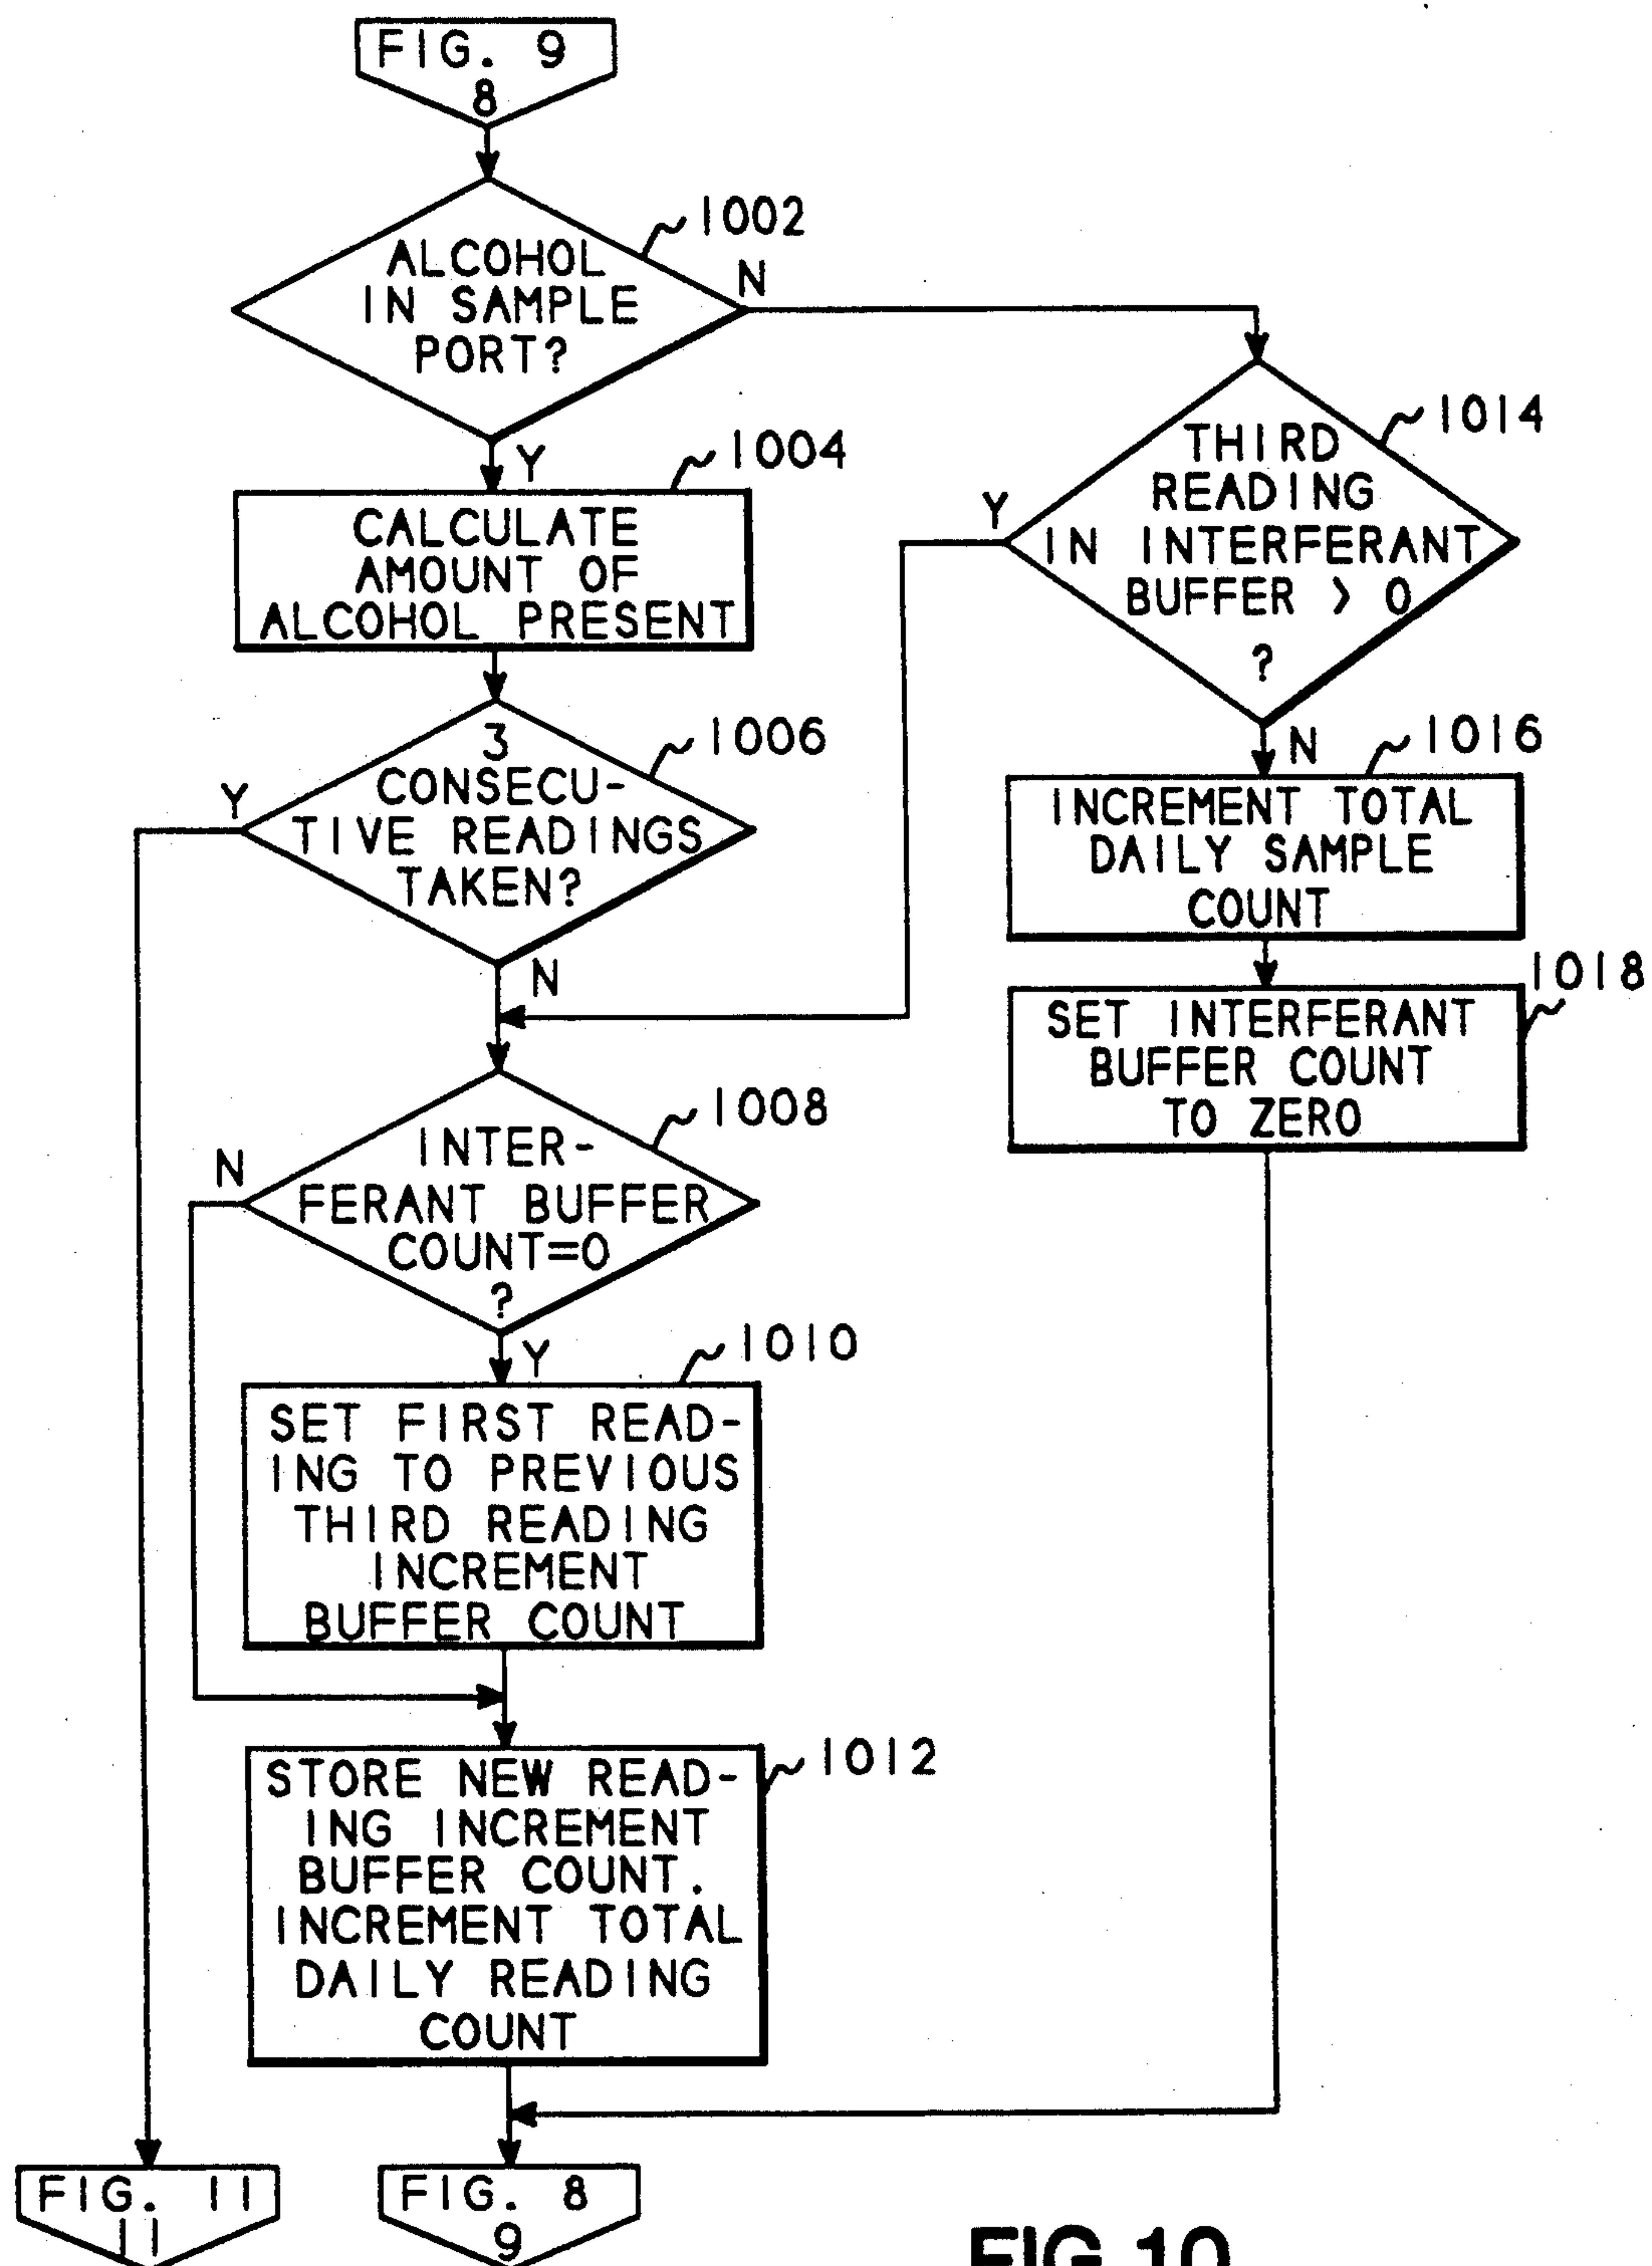 FIG. 9
8
1002
ALCOHOL
IN SAMPLE
PORT?
N
Y
1004
CALCULATE
AMOUNT OF
ALCOHOL PRESENT
1006
3
CONSECU-
TIVE READINGS
TAKEN?
Y
N
1008
INTER-
FERANT BUFFER
COUNT=0
?
N
Y
1010
SET FIRST READ-
ING TO PREVIOUS
THIRD READING
INCREMENT
BUFFER COUNT
1012
STORE NEW READ-
ING INCREMENT
BUFFER COUNT.
INCREMENT TOTAL
DAILY READING
COUNT
1014
THIRD
READING
IN INTERFERANT
BUFFER > 0
?
Y
N
1016
INCREMENT TOTAL
DAILY SAMPLE
COUNT
1018
SET INTERFERANT
BUFFER COUNT
TO ZERO
FIG. 11
11
FIG. 8
9
FIG.10